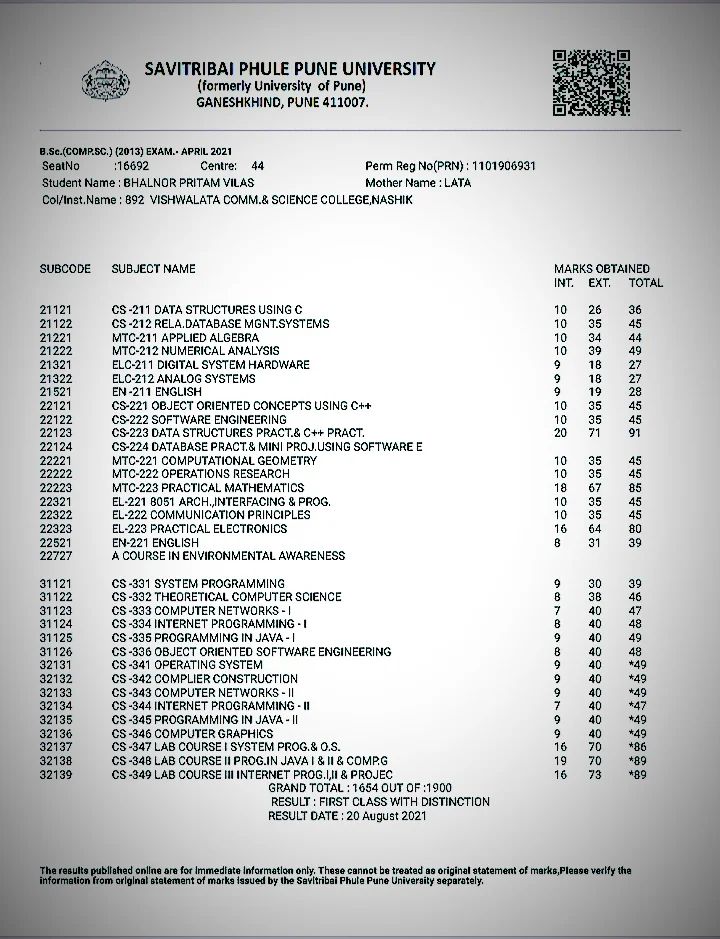 SAVITRIBAI PHULE PUNE UNIVERSITY
(formerly University of Pune)
GANESHKHIND, PUNE 411007.
B.Sc.(COMP.SC.) (2013) EXAM.- APRIL 2021
SeatNo :16692 Centre: 44 Perm Reg No(PRN) : 1101906931
Student Name : BHALNOR PRITAM VILAS Mother Name : LATA
Col/Inst.Name : 892 VISHWALATA COMM.& SCIENCE COLLEGE,NASHIK
SUBCODE SUBJECT NAME MARKS OBTAINED
INT. EXT. TOTAL
21121 CS -211 DATA STRUCTURES USING C 10 26 36
21122 CS -212 RELA.DATABASE MGNT.SYSTEMS 10 35 45
21221 MTC-211 APPLIED ALGEBRA 10 34 44
21222 MTC-212 NUMERICAL ANALYSIS 10 39 49
21321 ELC-211 DIGITAL SYSTEM HARDWARE 9 18 27
21322 ELC-212 ANALOG SYSTEMS 9 18 27
21521 EN -211 ENGLISH 9 19 28
22121 CS-221 OBJECT ORIENTED CONCEPTS USING C++ 10 35 45
22122 CS-222 SOFTWARE ENGINEERING 10 35 45
22123 CS-223 DATA STRUCTURES PRACT.& C++ PRACT. 20 71 91
22124 CS-224 DATABASE PRACT.& MINI PROJ.USING SOFTWARE E
22221 MTC-221 COMPUTATIONAL GEOMETRY 10 35 45
22222 MTC-222 OPERATIONS RESEARCH 10 35 45
22223 MTC-223 PRACTICAL MATHEMATICS 18 67 85
22321 EL-221 8051 ARCH.,INTERFACING & PROG. 10 35 45
22322 EL-222 COMMUNICATION PRINCIPLES 10 35 45
22323 EL-223 PRACTICAL ELECTRONICS 16 64 80
22521 EN-221 ENGLISH 8 31 39
22727 A COURSE IN ENVIRONMENTAL AWARENESS
31121 CS -331 SYSTEM PROGRAMMING 9 30 39
31122 CS -332 THEORETICAL COMPUTER SCIENCE 8 38 46
31123 CS -333 COMPUTER NETWORKS - I 7 40 47
31124 CS -334 INTERNET PROGRAMMING - I 8 40 48
31125 CS -335 PROGRAMMING IN JAVA - I 9 40 49
31126 CS -336 OBJECT ORIENTED SOFTWARE ENGINEERING 8 40 48
32131 CS -341 OPERATING SYSTEM 9 40 *49
32132 CS -342 COMPLIER CONSTRUCTION 9 40 *49
32133 CS -343 COMPUTER NETWORKS - II 9 40 *49
32134 CS -344 INTERNET PROGRAMMING - II 7 40 *47
32135 CS -345 PROGRAMMING IN JAVA - II 9 40 *49
32136 CS -346 COMPUTER GRAPHICS 9 40 *49
32137 CS -347 LAB COURSE I SYSTEM PROG.& O.S. 16 70 *86
32138 CS -348 LAB COURSE II PROG.IN JAVA I & II & COMP.G 19 70 *89
32139 CS -349 LAB COURSE III INTERNET PROG.I,II & PROJEC 16 73 *89
GRAND TOTAL : 1654 OUT OF :1900
RESULT : FIRST CLASS WITH DISTINCTION
RESULT DATE : 20 August 2021
The results published online are for immediate information only. These cannot be treated as original statement of marks,Please verify the
information from original statement of marks issued by the Savitribai Phule Pune University separately.